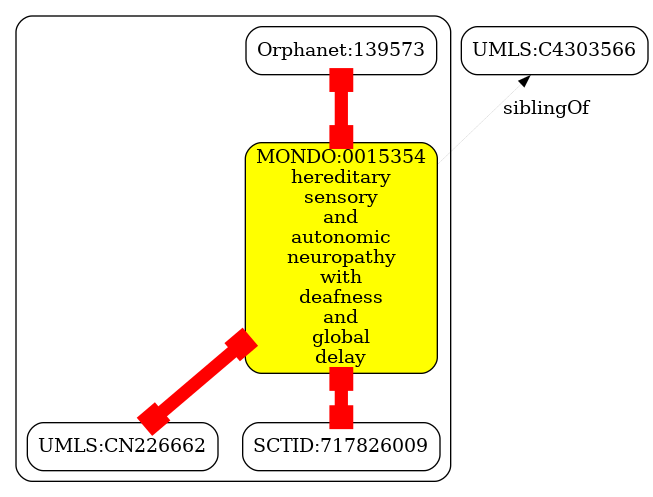 Orphanet:139573
UMLS:C4303566
siblingOf
MONDO:0015354
hereditary
sensory
and
autonomic
neuropathy
with
deafness
and
global
delay
UMLS:CN226662
SCTID:717826009